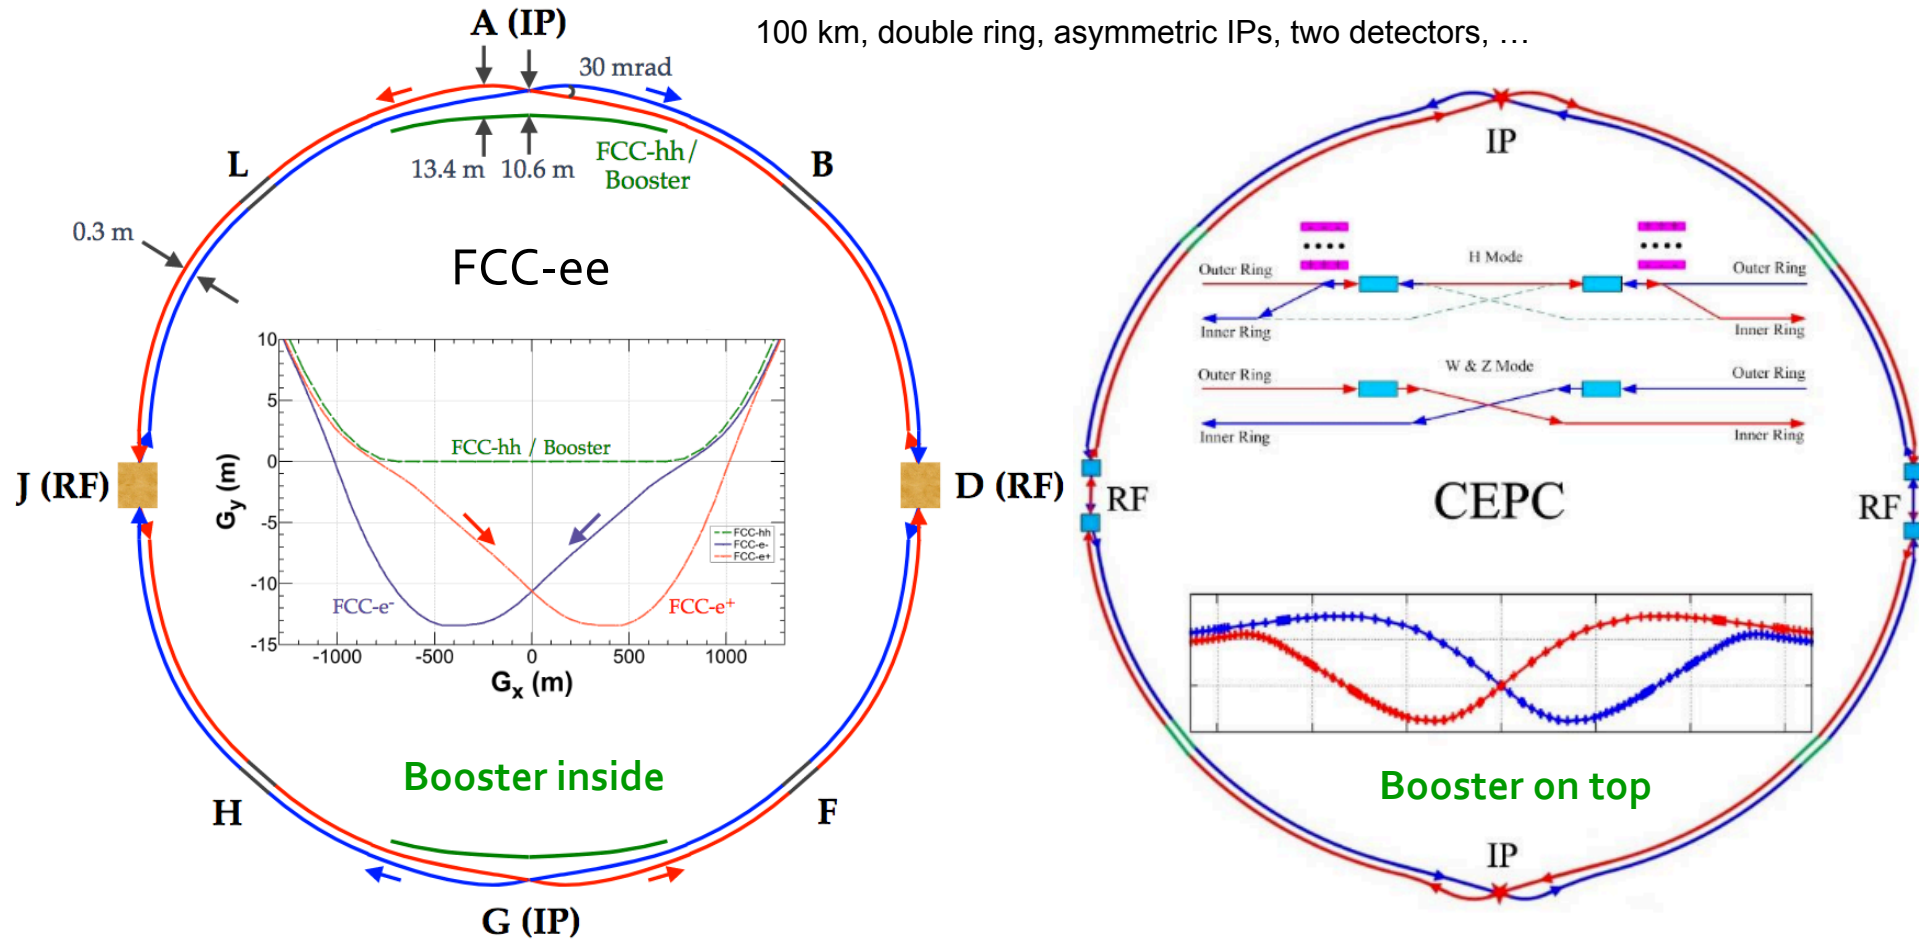 100 km, double ring, asymmetric IPs, two detectors, …
A (IP)
30 mrad
13.4 m
10.6 m
FCC-hh/
Booster
L
B
0.3 m
FCC-ee
10
5
0
-5
-10
-15
Gy (m)
FCC-hh / Booster
FCC-hh
FCC-e-
FCC-e+
FCC-e-
FCC-e+
-1000
-500
0
500
1000
Gx (m)
J (RF)
D (RF)
Booster inside
H
F
G (IP)
IP
H Mode
Outer Ring
Outer Ring
Inner Ring
Inner Ring
W & Z Mode
Outer Ring
Outer Ring
Inner Ring
Inner Ring
RF
CEPC
RF
Booster on top
IP